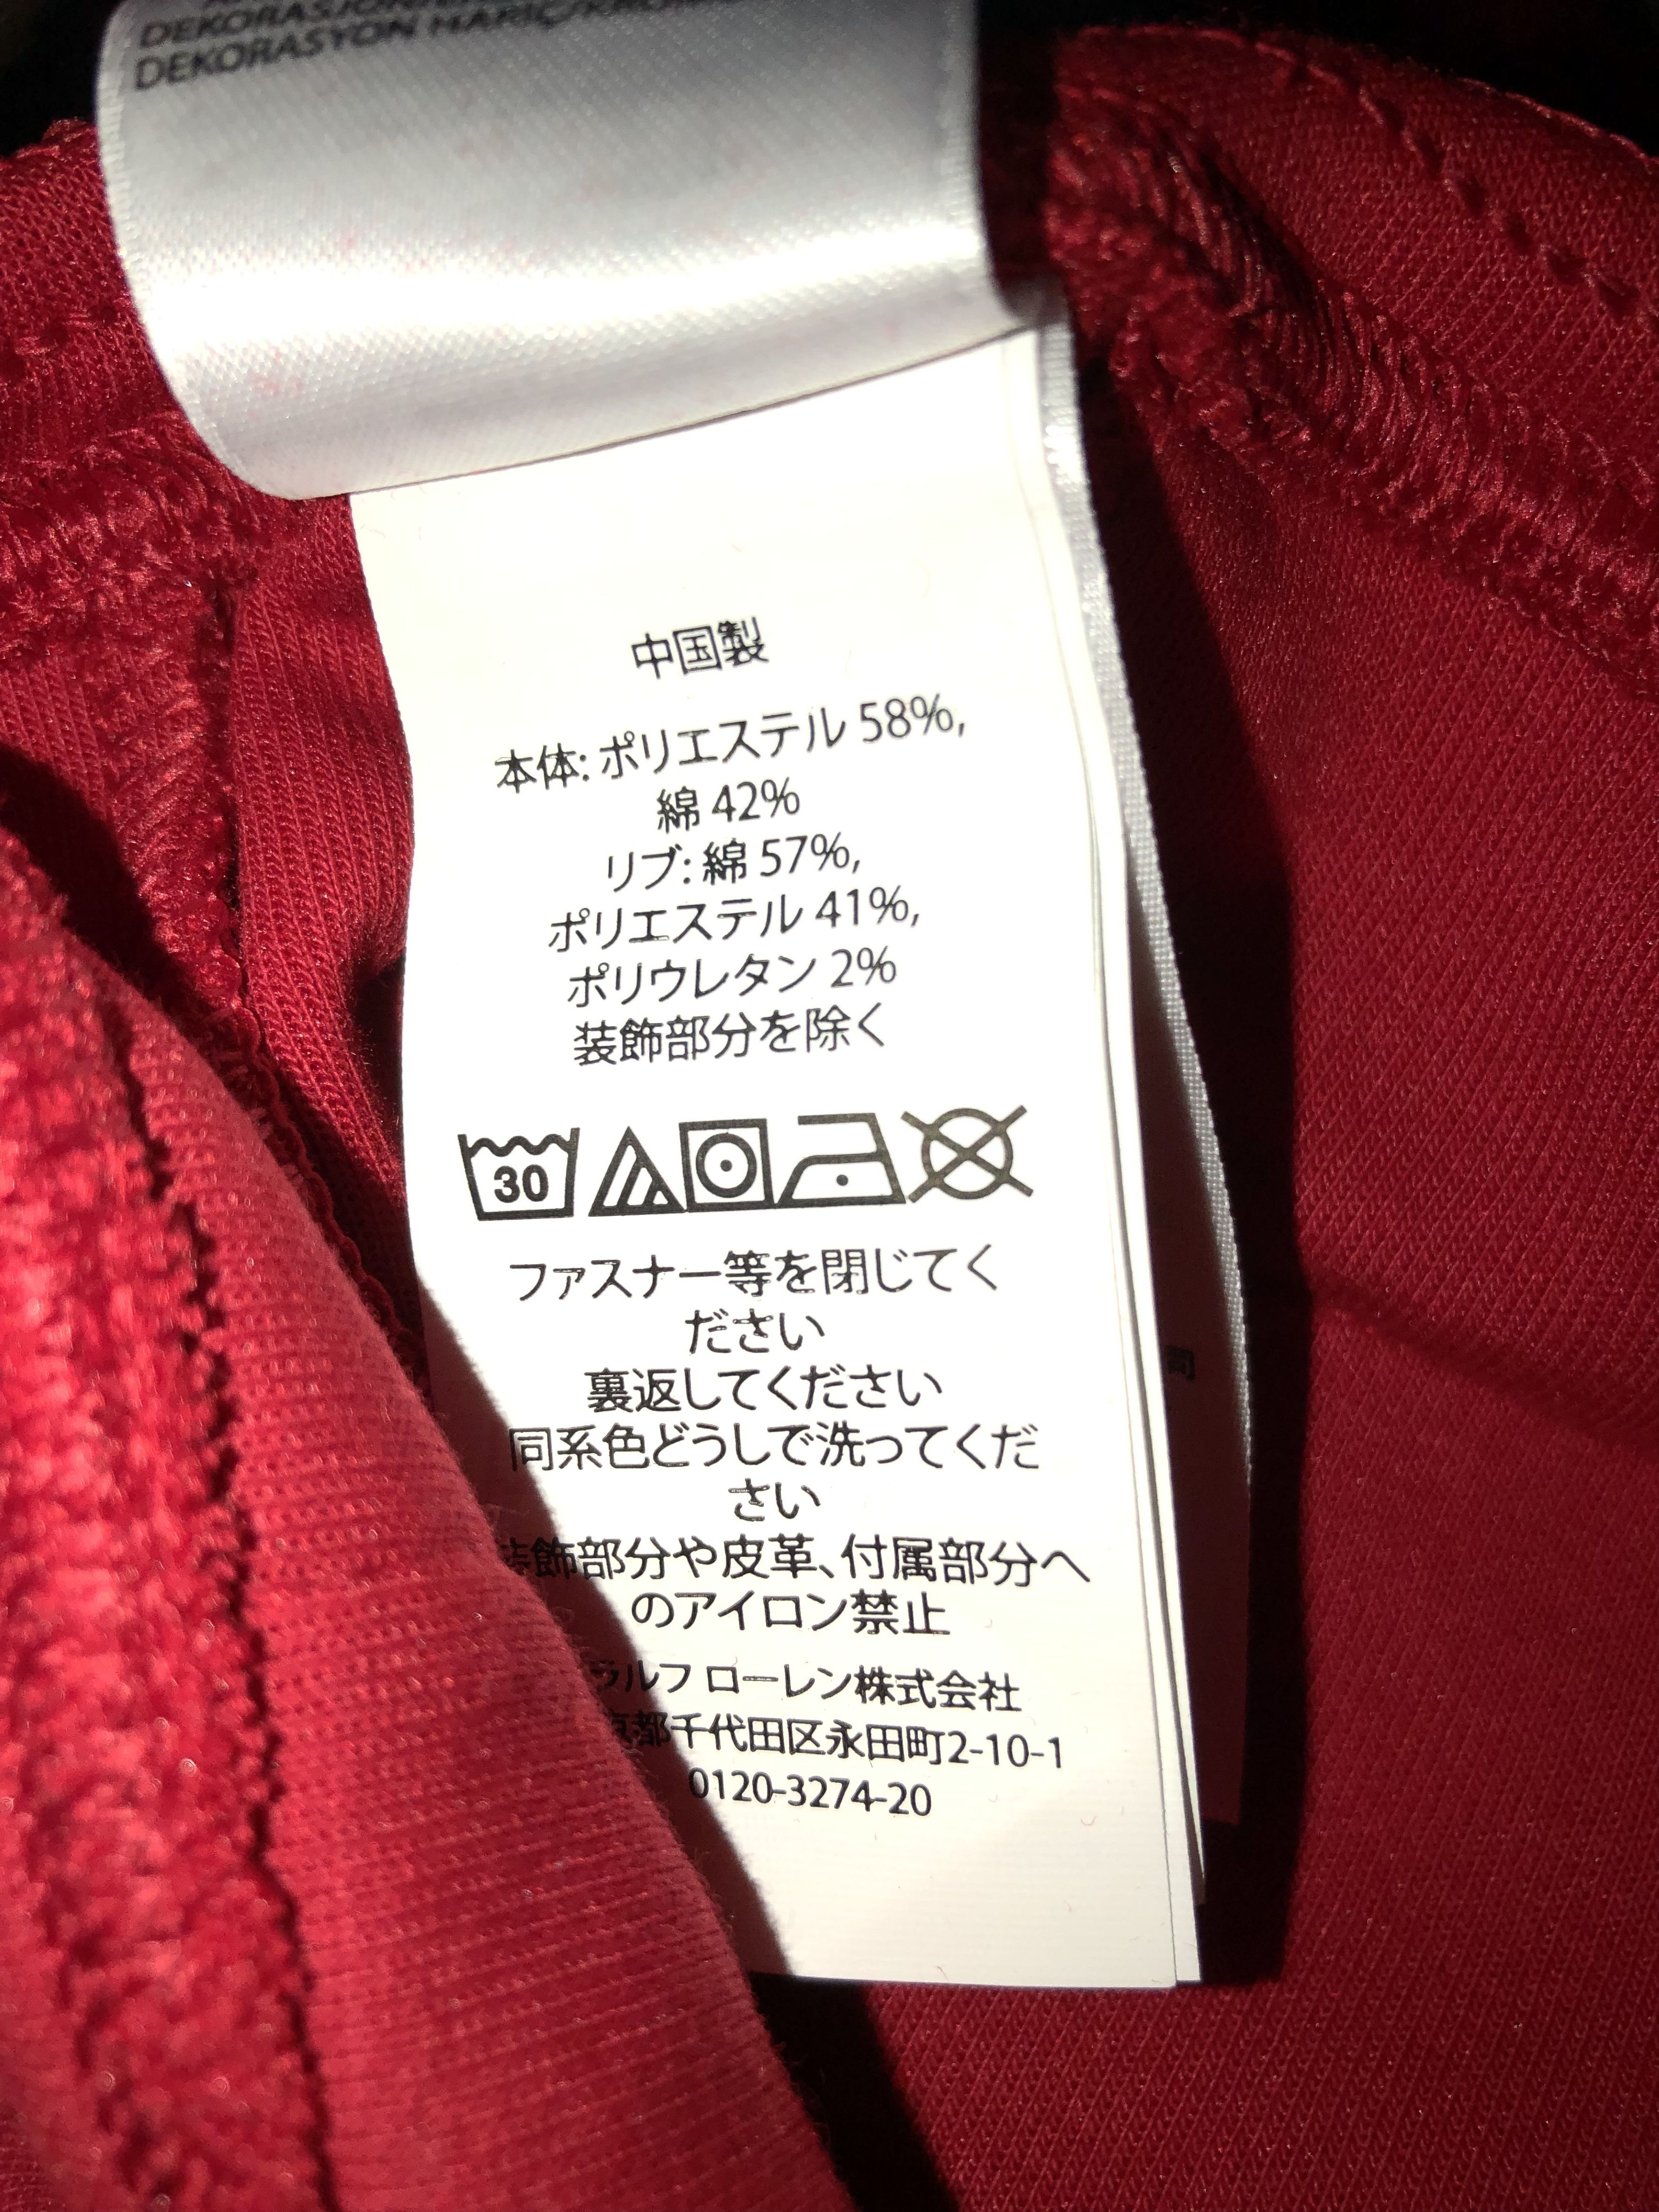 DEKORASYON HARİÇ/
中国製
本体: ポリエステル 58%,
綿 42%
リブ: 綿 57%,
ポリエステル 41%,
ポリウレタン 2%
装飾部分を除く
30
ファスナー等を閉じてく
ださい
裏返してください
同系色どうしで洗ってくだ
さい
装飾部分や皮革、付属部分へ
のアイロン禁止
ラルフ ローレン株式会社
京都千代田区永田町2-10-1
0120-3274-20
司